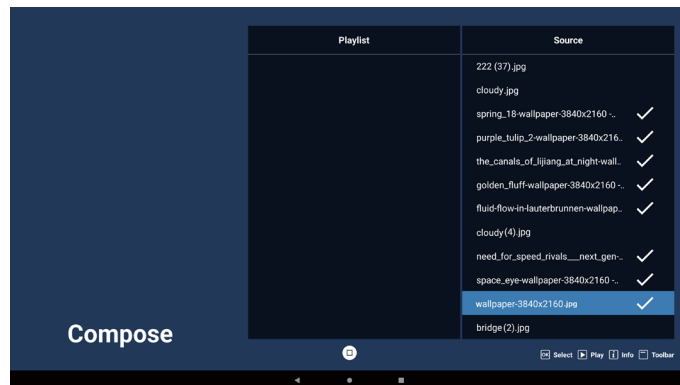 Playlist
Source
222 (37).jpg
cloudy.jpg
spring_18-wallpaper-3840x2160 -..
purple_tulip_2-wallpaper-3840x216..
the_canals_of_lijiang_at_night-wall..
golden_fluff-wallpaper-3840x2160 -..
fluid-flow-in-lauterbrunnen-wallpap..
cloudy(4).jpg
need_for_speed_rivals___next_gen-..
space_eye-wallpaper-3840x2160 -..
wallpaper-3840x2160.jpg
bridge(2).jpg
Compose
OK Select Play i Info Toolbar